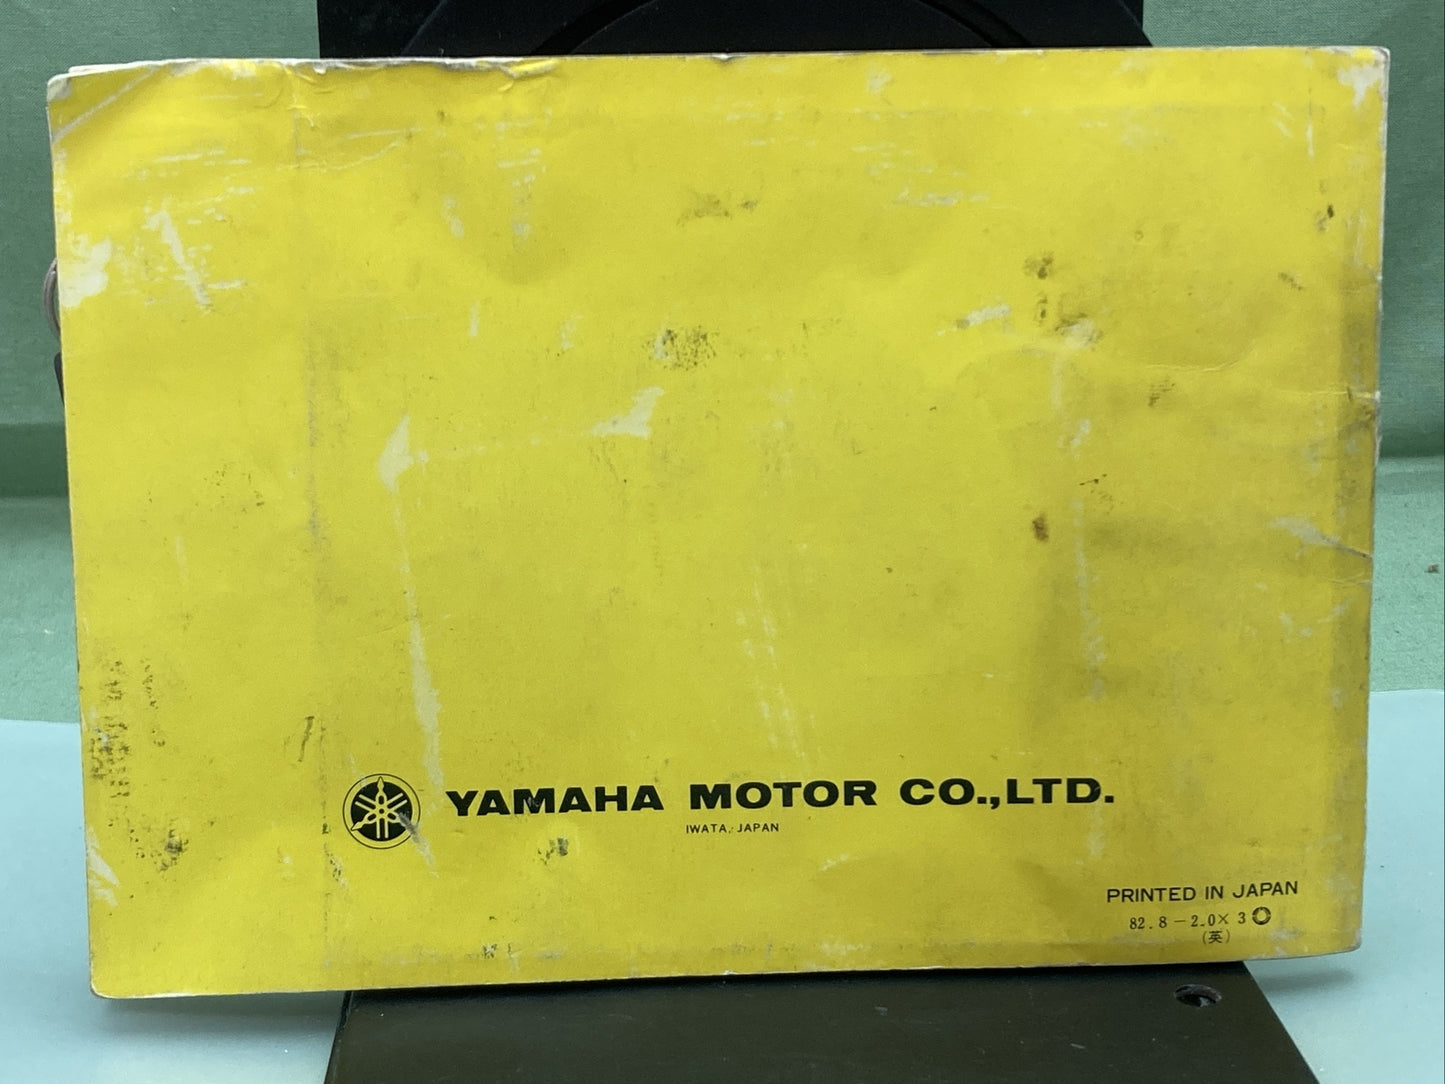 YAMAHA MOTOR CO.,LTD.
IWATA, JAPAN
PRINTED IN JAPAN
82.8－2.0× 3
(英)